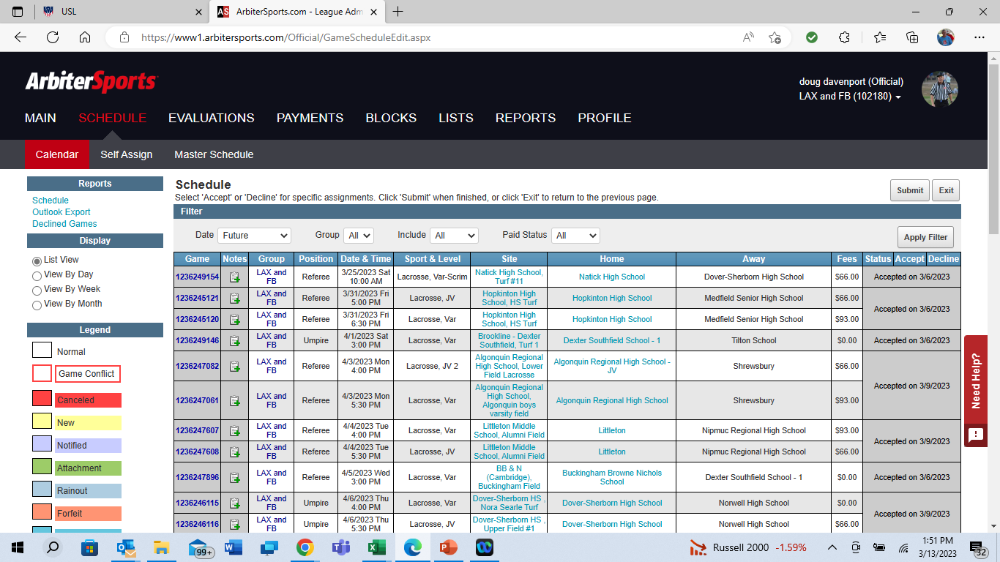 USL
ArbiterSports.com - League Adm
https://www1.arbitersports.com/Official/GameScheduleEdit.aspx
ArbiterSports
doug davenport (Official)
LAX and FB (102180)
MAIN SCHEDULE EVALUATIONS PAYMENTS BLOCKS LISTS REPORTS PROFILE
Calendar Self Assign Master Schedule
Reports
Schedule
Outlook Export
Declined Games
Display
List View
View By Day
View By Week
View By Month
Legend
Normal
Game Conflict
Canceled
New
Notified
Attachment
Rainout
Forfeit
Schedule
Select 'Accept' or 'Decline' for specific assignments. Click 'Submit' when finished, or click 'Exit' to return to the previous page.
Submit Exit
Filter
Date Future Group All Include All Paid Status All Apply Filter
Game Notes Group Position Date & Time Sport & Level Site Home Away Fees Status Accept Decline
1236249154 LAX and FB Referee 3/25/2023 Sat 10:00 AM Lacrosse, Var-Scrim Natick High School, Turf #11 Natick High School Dover-Sherborn High School $66.00 Accepted on 3/6/2023
1236245121 LAX and FB Referee 3/31/2023 Fri 5:00 PM Lacrosse, JV Hopkinton High School, HS Turf Hopkinton High School Medfield Senior High School $66.00 Accepted on 3/6/2023
1236245120 LAX and FB Referee 3/31/2023 Fri 6:30 PM Lacrosse, Var Hopkinton High School, HS Turf Hopkinton High School Medfield Senior High School $93.00
1236249146 LAX and FB Umpire 4/1/2023 Sat 3:00 PM Lacrosse, Var Brookline - Dexter Southfield, Turf 1 Dexter Southfield School - 1 Tilton School $0.00 Accepted on 3/6/2023
1236247082 LAX and FB Referee 4/3/2023 Mon 4:00 PM Lacrosse, JV 2 Algonquin Regional High School, Lower Field Lacrosse Algonquin Regional High School - JV Shrewsbury $66.00 Accepted on 3/9/2023
1236247061 LAX and FB Referee 4/3/2023 Mon 5:30 PM Lacrosse, Var Algonquin Regional High School, Algonquin boys varsity field Algonquin Regional High School Shrewsbury $93.00
1236247607 LAX and FB Referee 4/4/2023 Tue 4:00 PM Lacrosse, Var Littleton Middle School, Alumni Field Littleton Nipmuc Regional High School $93.00 Accepted on 3/9/2023
1236247608 LAX and FB Referee 4/4/2023 Tue 5:30 PM Lacrosse, JV Littleton Middle School, Alumni Field Littleton Nipmuc Regional High School $66.00
1236247896 LAX and FB Referee 4/5/2023 Wed 3:00 PM Lacrosse, Var BB & N (Cambridge), Buckingham Field Buckingham Browne Nichols School Dexter Southfield School - 1 $0.00 Accepted on 3/6/2023
1236246115 LAX and FB Umpire 4/6/2023 Thu 4:00 PM Lacrosse, Var Dover-Sherborn HS , Nora Searle Turf Dover-Sherborn High School Norwell High School $0.00 Accepted on 3/9/2023
1236246116 LAX and FB Umpire 4/6/2023 Thu 5:30 PM Lacrosse, JV Dover-Sherborn HS , Upper Field #1 Dover-Sherborn High School Norwell High School $66.00
Need Help?
99+
Russell 2000 -1.59%
1:51 PM
3/13/2023
32